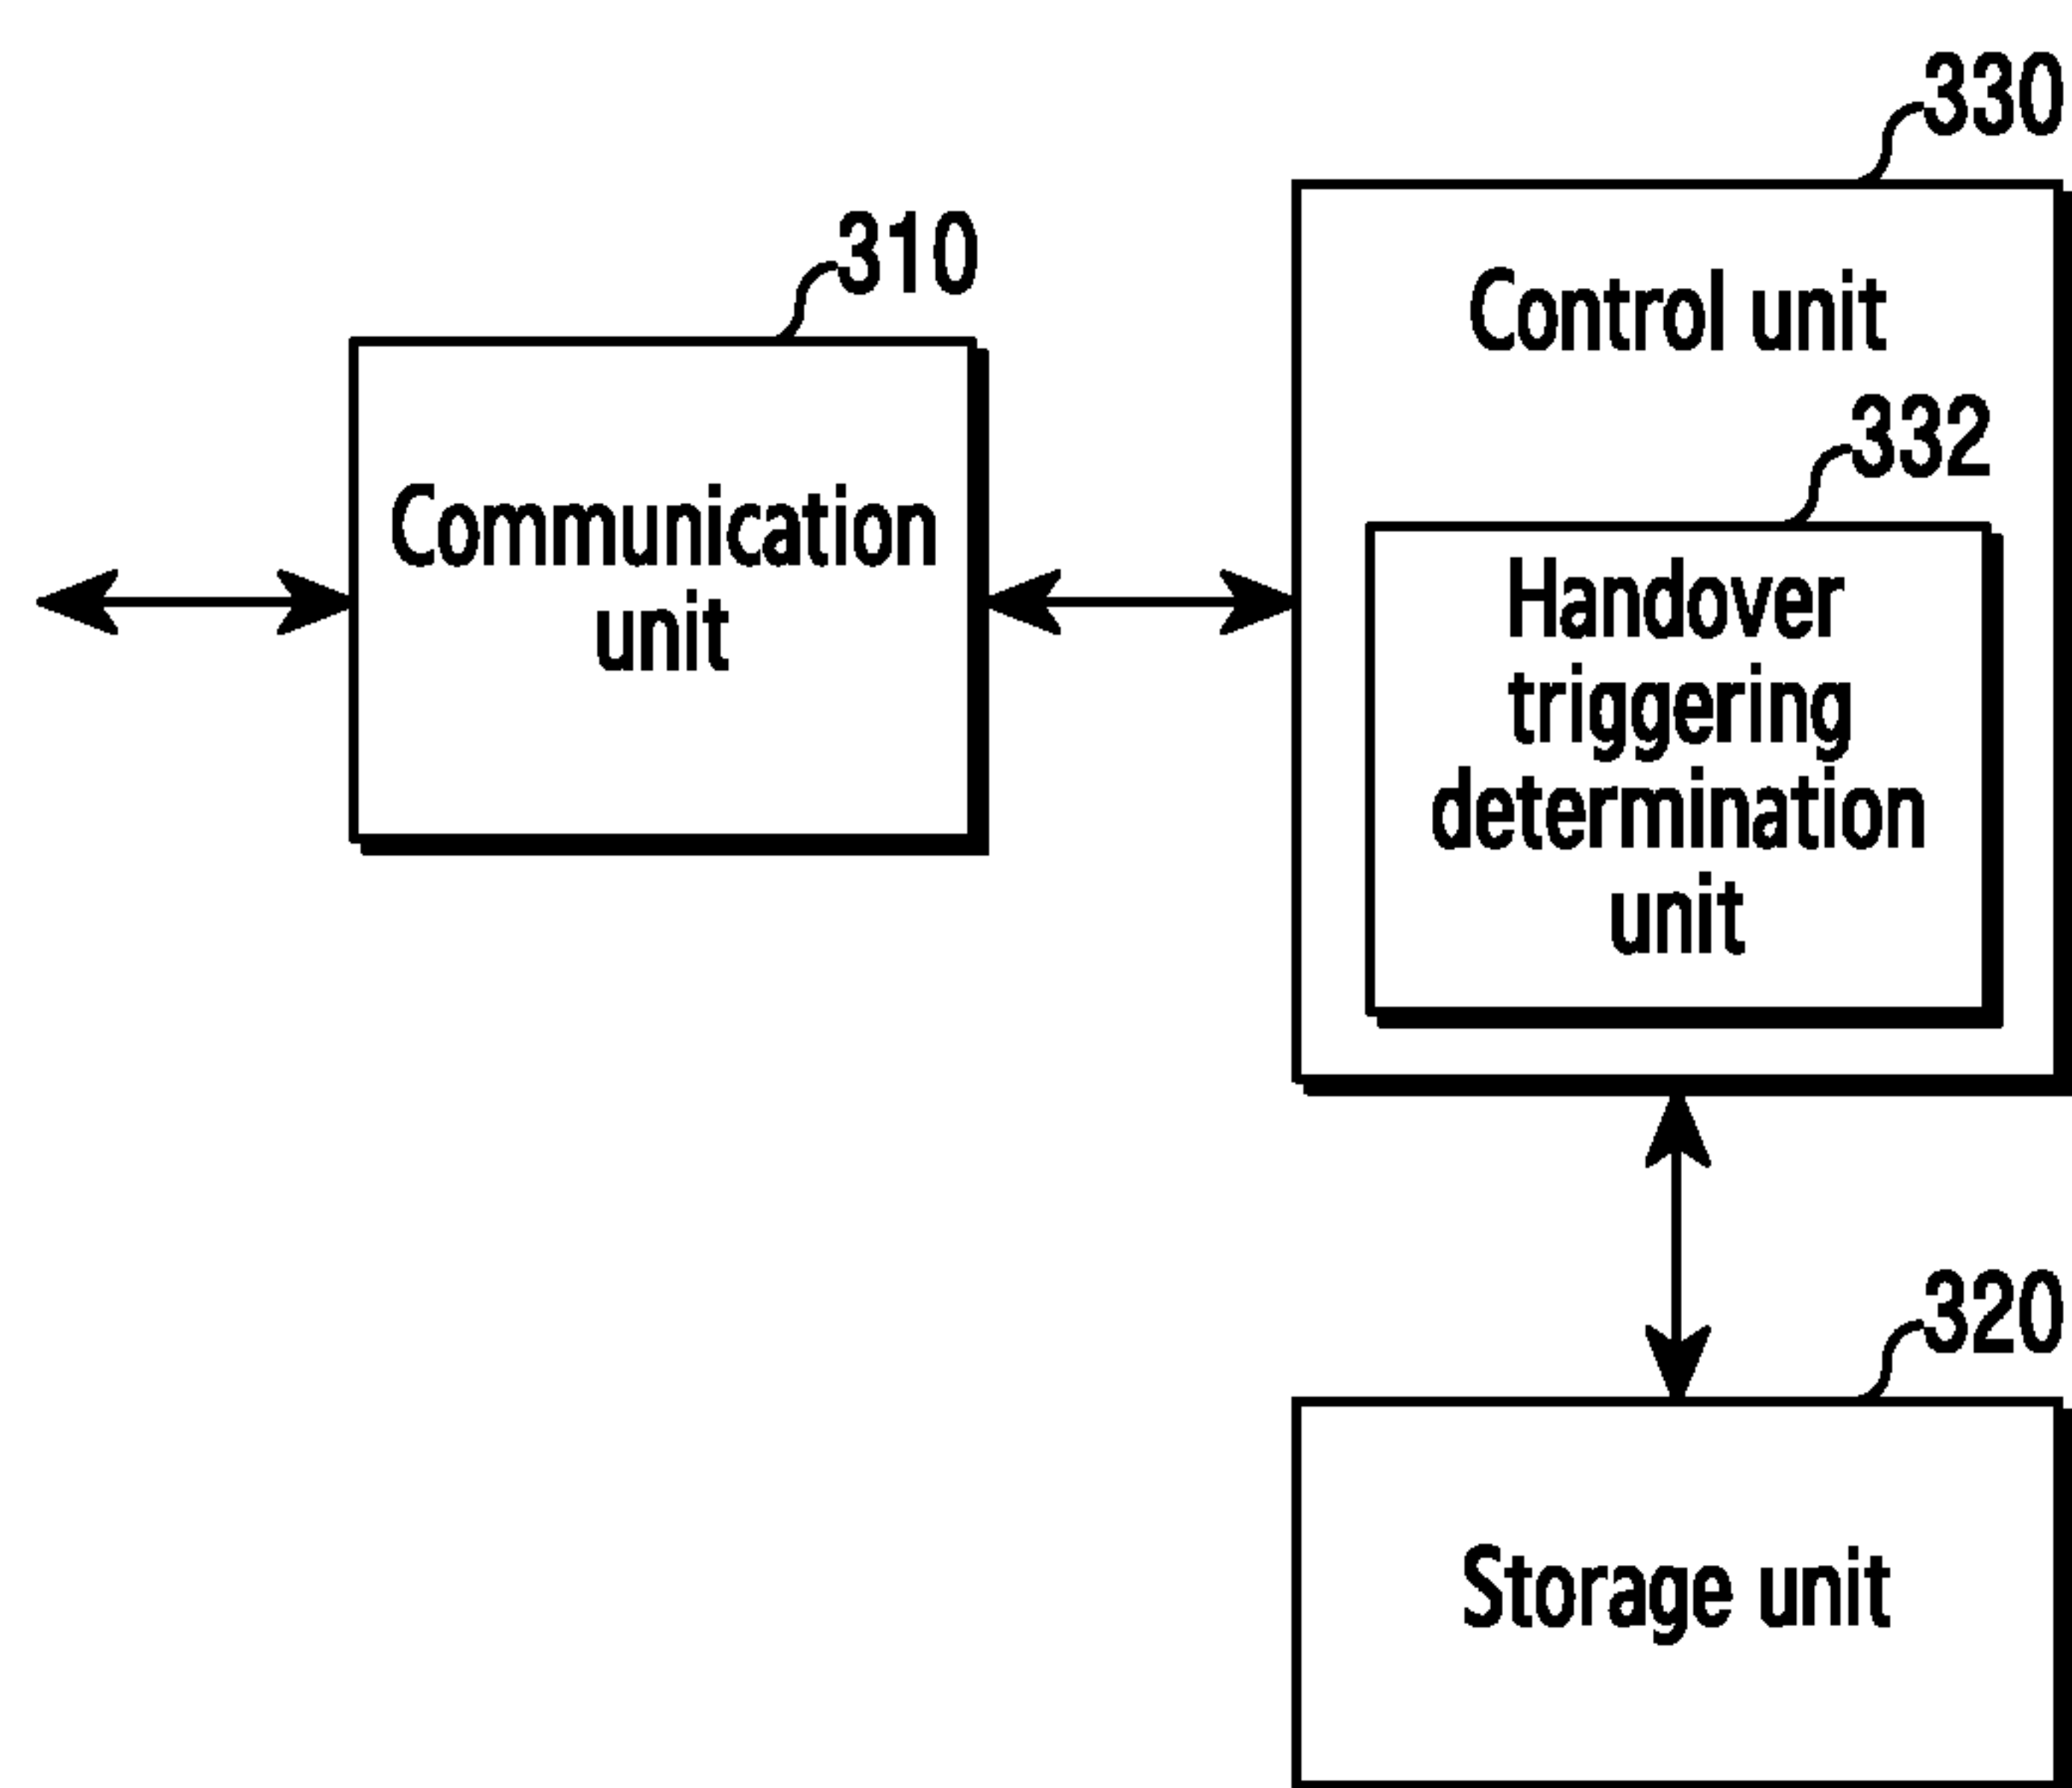 330
310
Control unit
332
Communication
unit
Handover
triggering
determination
unit
320
Storage unit